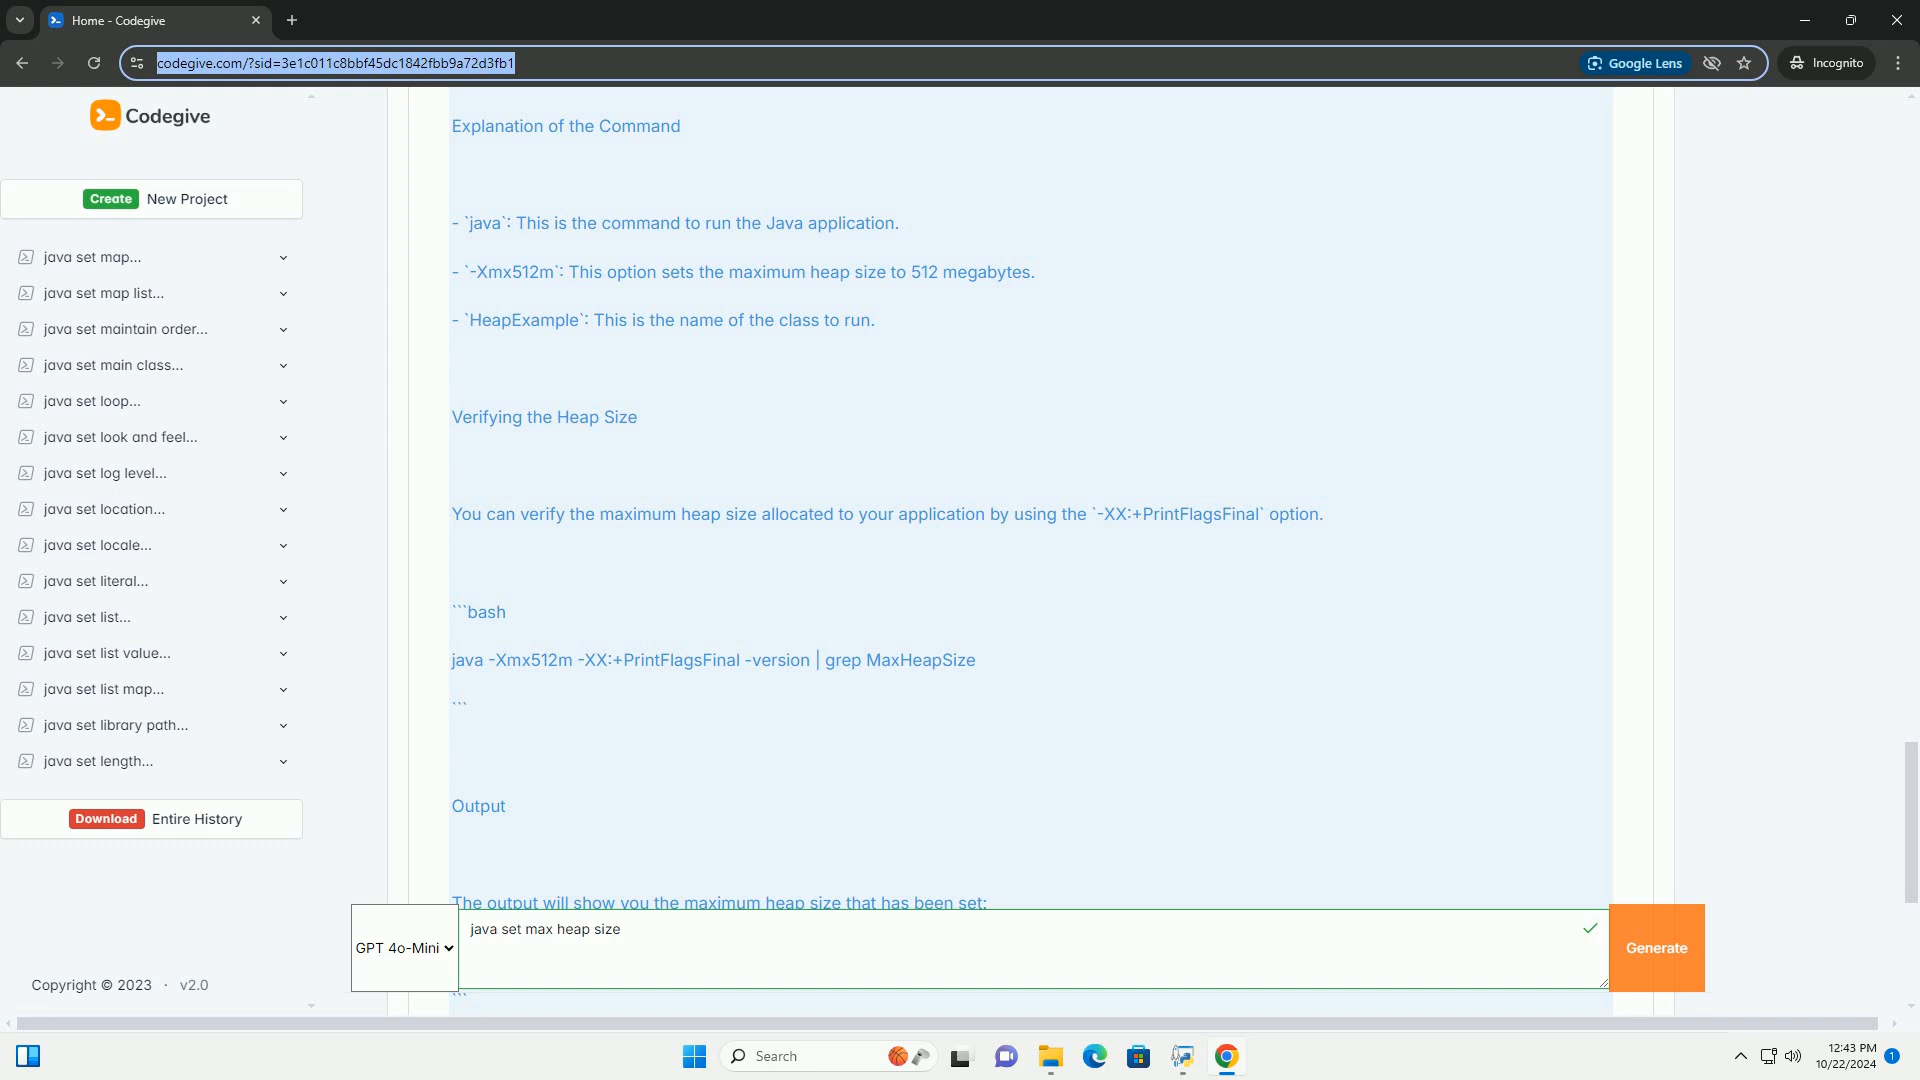 Home - Codegive
codegive.com/?sid=3e1c011c8bbf45dc1842fbb9a72d3fb1
Google Lens
Incognito
Codegive
Create New Project
java set map...
java set map list...
java set maintain order...
java set main class...
java set loop...
java set look and feel...
java set log level...
java set location...
java set locale...
java set literal...
java set list...
java set list value...
java set list map...
java set library path...
java set length...
Download Entire History
Copyright © 2023 · v2.0
Explanation of the Command
- `java`: This is the command to run the Java application.
- `-Xmx512m`: This option sets the maximum heap size to 512 megabytes.
- `HeapExample`: This is the name of the class to run.
Verifying the Heap Size
You can verify the maximum heap size allocated to your application by using the `-XX:+PrintFlagsFinal` option.
```bash
java -Xmx512m -XX:+PrintFlagsFinal -version | grep MaxHeapSize
```
Output
The output will show you the maximum heap size that has been set:
GPT 4o-Mini
java set max heap size
Generate
```
Search
12:43 PM
10/22/2024
1